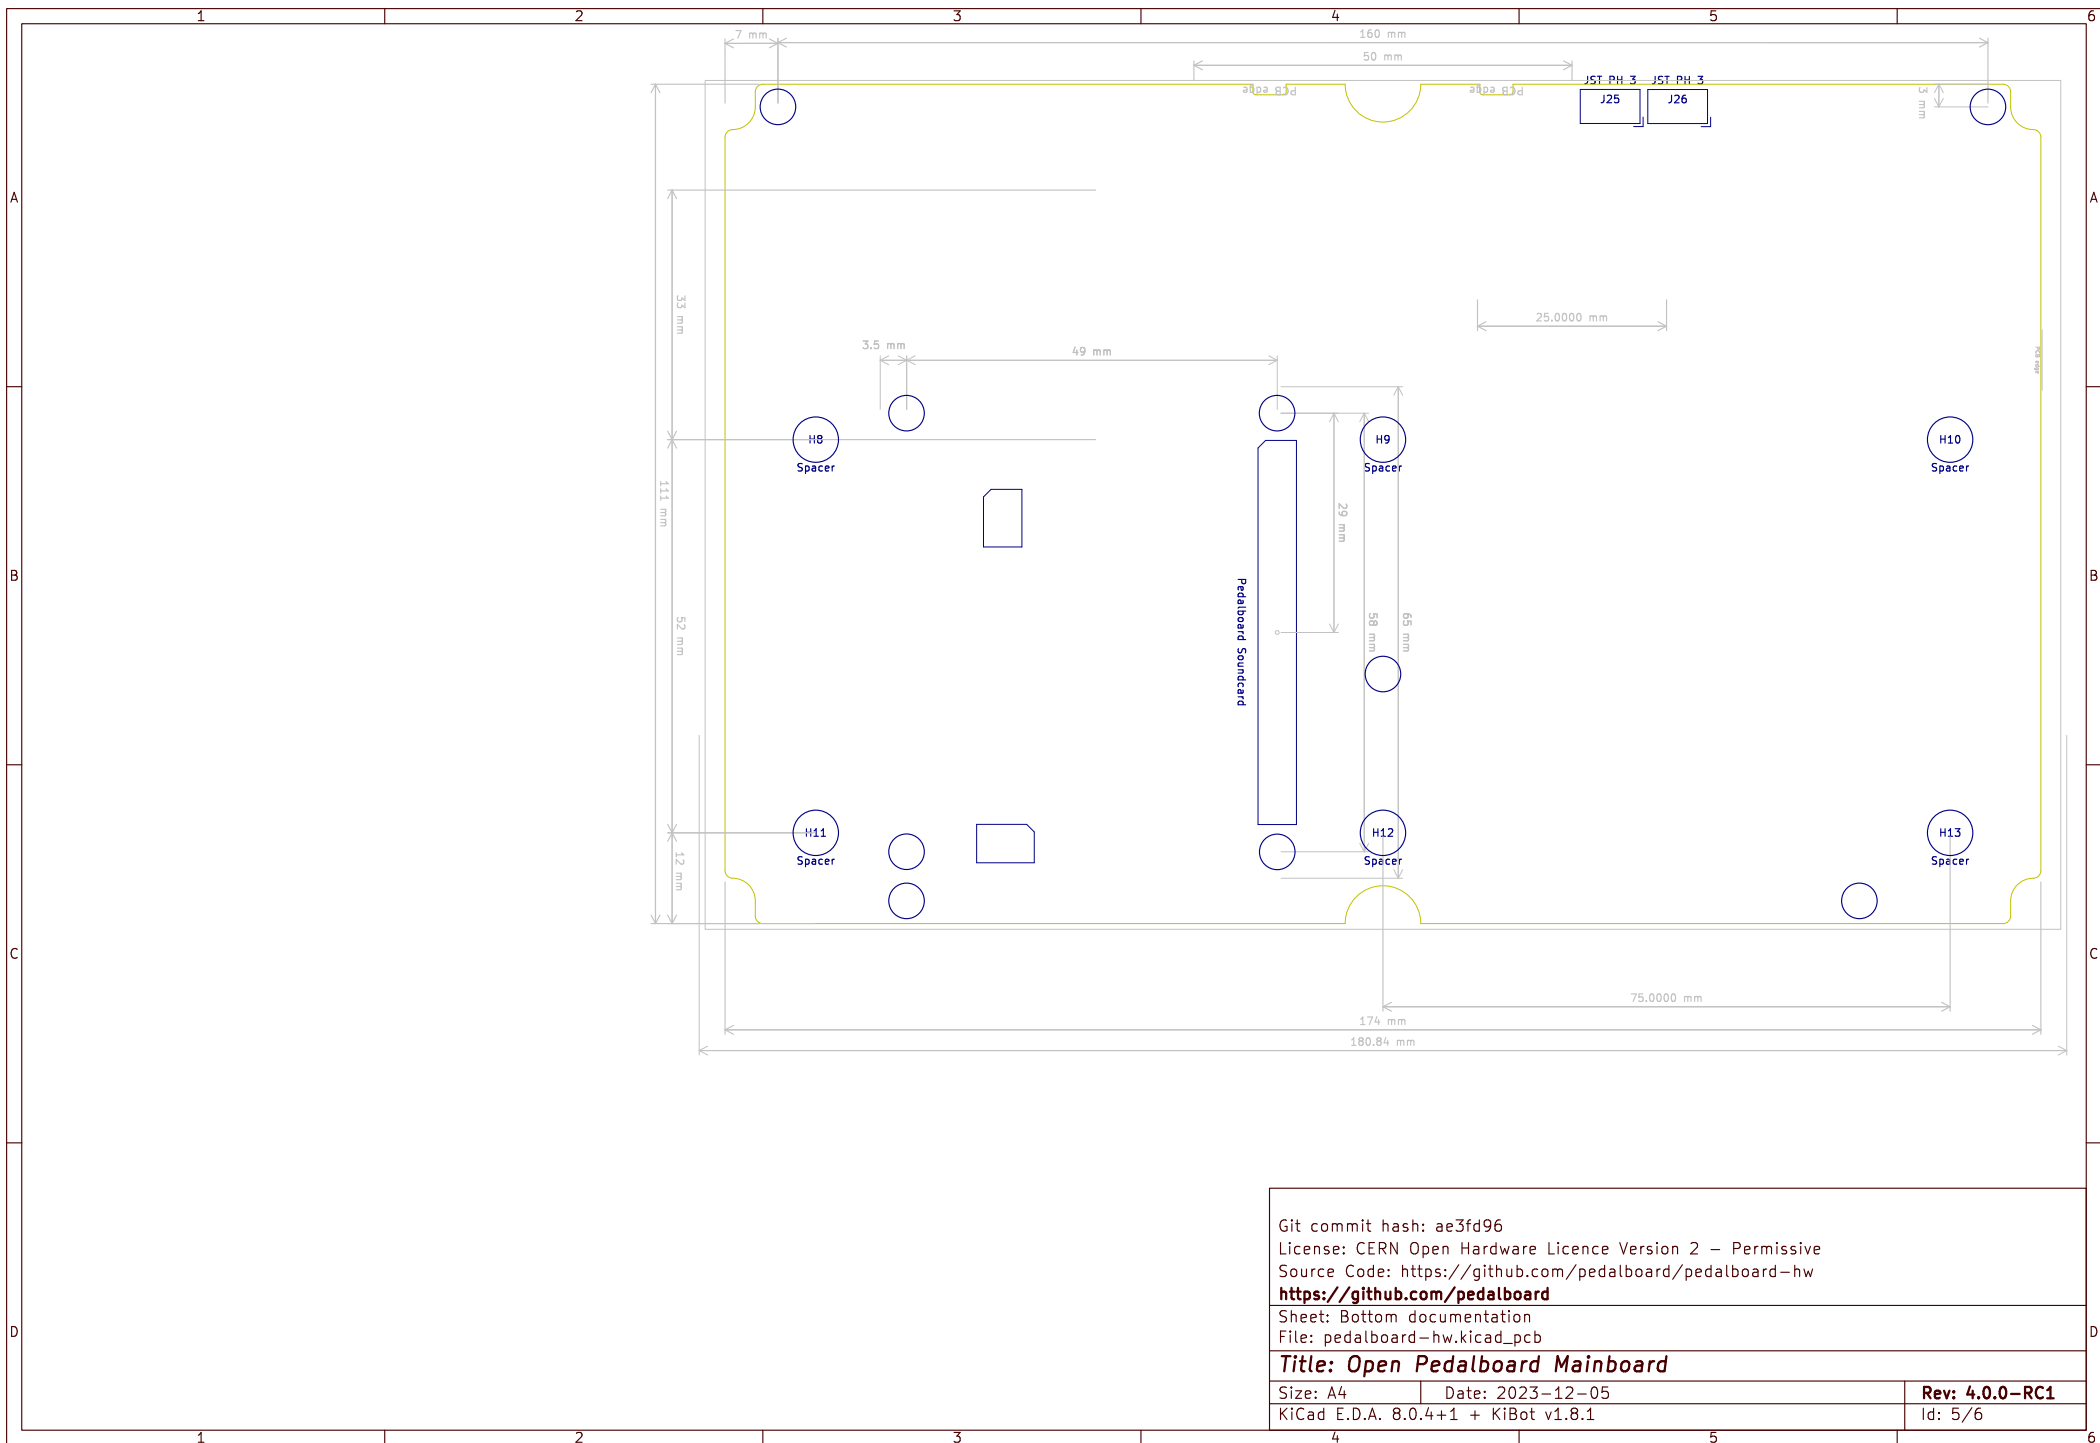 1 2 3 4 5 6
7 mm
160 mm
50 mm
JST PH 3 JST PH 3
PCB edge PCB edge
J25 J26
3 mm
A A
33 mm
25.0000 mm
3.5 mm
49 mm
PCB edge
H8 H9 H10
Spacer Spacer Spacer
111 mm
29 mm
B B
Pedalboard Soundcard
52 mm
58 mm
65 mm
H11 H12 H13
Spacer Spacer Spacer
12 mm
C C
75.0000 mm
174 mm
180.84 mm
Git commit hash: ae3fd96
License: CERN Open Hardware Licence Version 2 - Permissive
Source Code: https://github.com/pedalboard/pedalboard-hw
https://github.com/pedalboard
Sheet: Bottom documentation
File: pedalboard-hw.kicad_pcb
D D
Title: Open Pedalboard Mainboard
Size: A4 Date: 2023-12-05 Rev: 4.0.0-RC1
KiCad E.D.A. 8.0.4+1 + KiBot v1.8.1 Id: 5/6
1 2 3 4 5 6